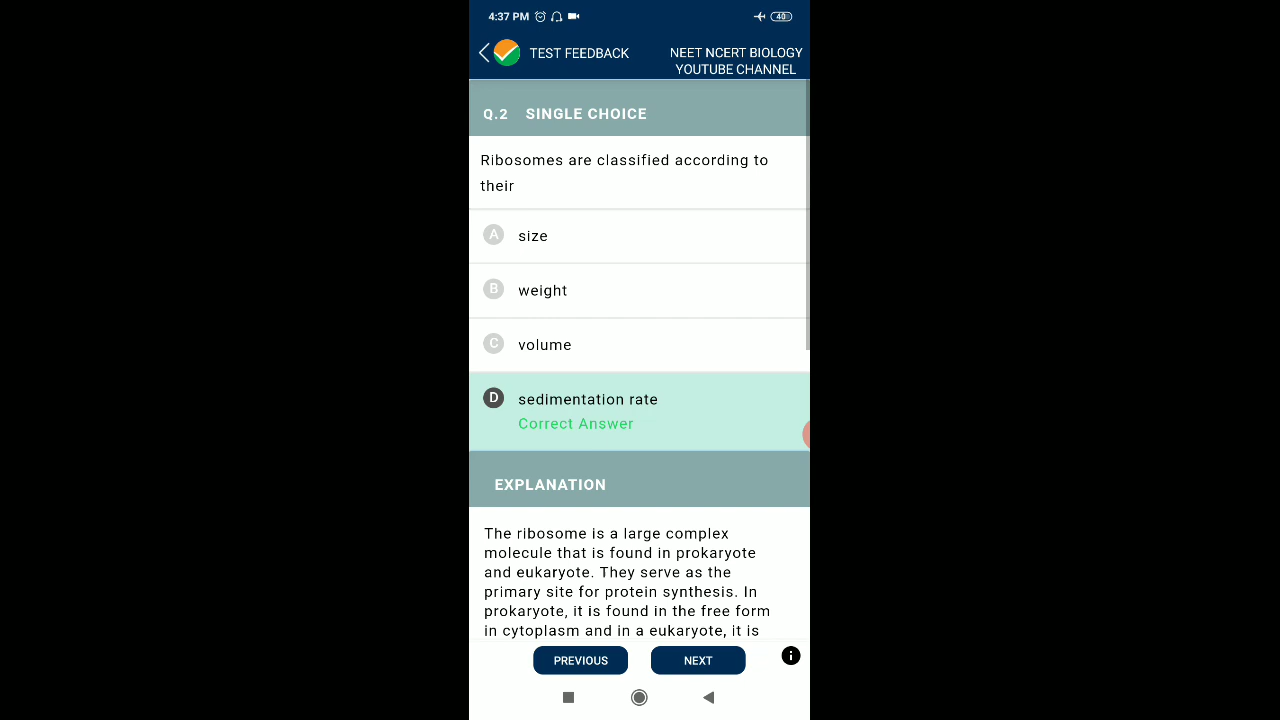 4:37 PM
40
TEST FEEDBACK
NEET NCERT BIOLOGY
YOUTUBE CHANNEL
Q.2 SINGLE CHOICE
Ribosomes are classified according to
their
A size
B weight
C volume
D sedimentation rate
Correct Answer
EXPLANATION
The ribosome is a large complex
molecule that is found in prokaryote
and eukaryote. They serve as the
primary site for protein synthesis. In
prokaryote, it is found in the free form
in cytoplasm and in a eukaryote, it is
PREVIOUS
NEXT
i